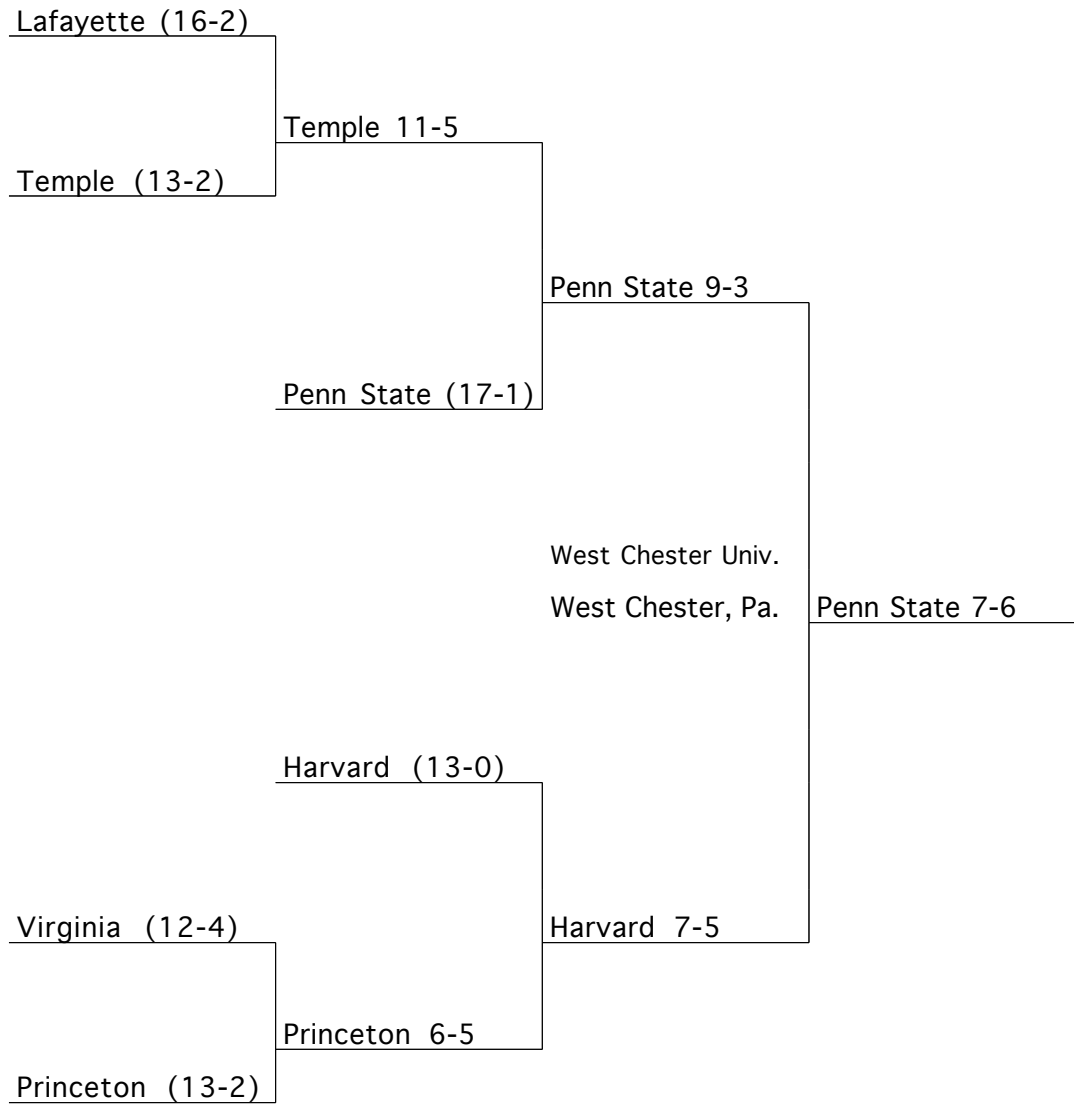 Lafayette (16-2)
Temple 11-5
Temple (13-2)
Penn State 9-3
Penn State (17-1)
West Chester Univ.
West Chester, Pa.
Penn State 7-6
Harvard (13-0)
Virginia (12-4)
Harvard 7-5
Princeton 6-5
Princeton (13-2)